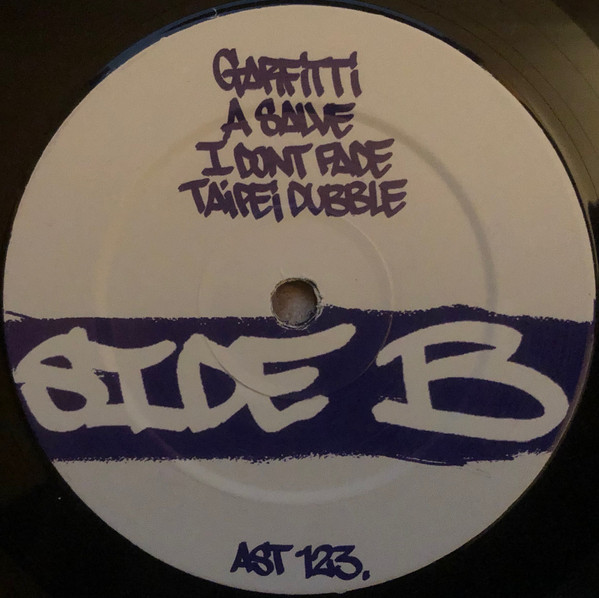 GARFiTTi
A SALVE
I DONT FADE
TAiPEi DUBBLE
SIDE B
AST 123.